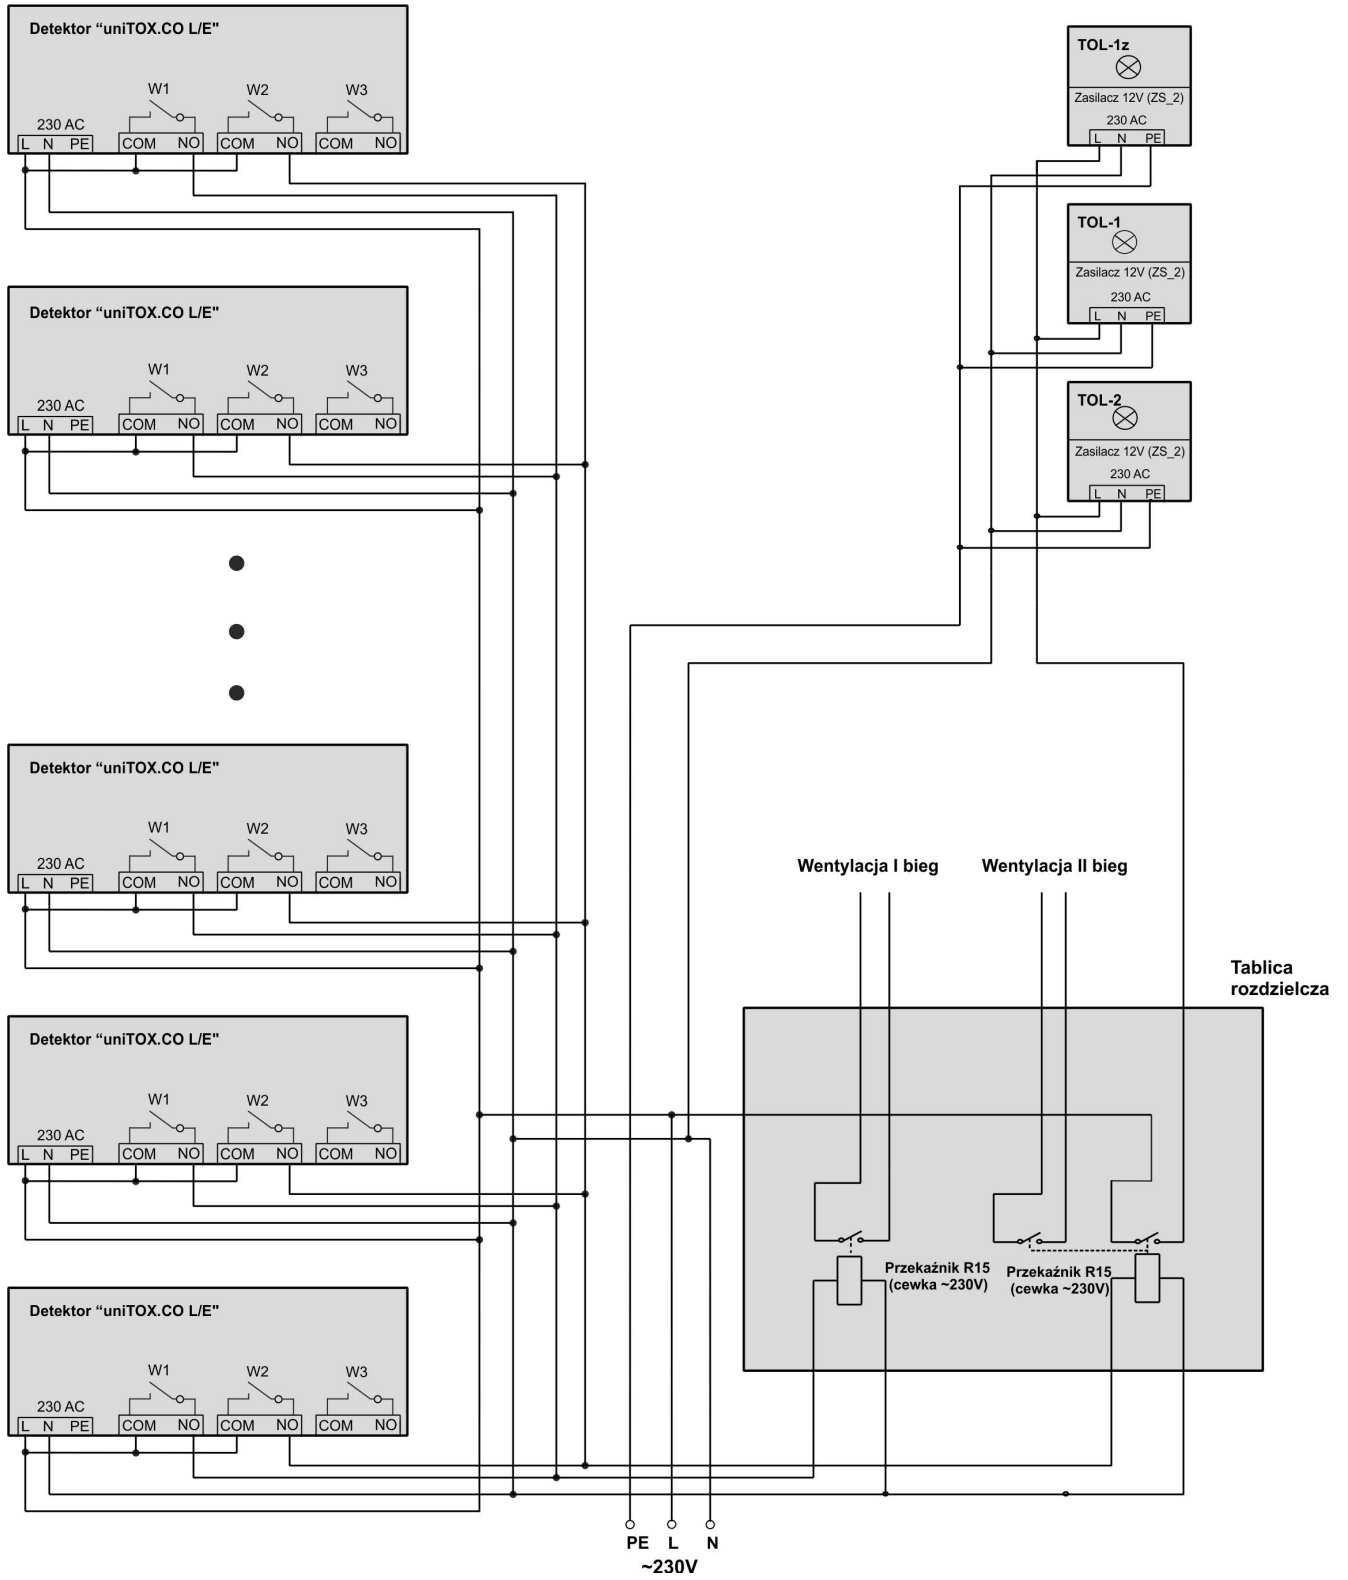 Detektor “uniTOX.CO L/E"
W1 W2 W3
230 AC
L N PE COM NO COM NO COM NO
Detektor “uniTOX.CO L/E"
W1 W2 W3
230 AC
L N PE COM NO COM NO COM NO
Detektor “uniTOX.CO L/E"
W1 W2 W3
230 AC
L N PE COM NO COM NO COM NO
Detektor “uniTOX.CO L/E"
W1 W2 W3
230 AC
L N PE COM NO COM NO COM NO
Detektor “uniTOX.CO L/E"
W1 W2 W3
230 AC
L N PE COM NO COM NO COM NO
TOL-1z
Zasilacz 12V (ZS_2)
230 AC
L N PE
TOL-1
Zasilacz 12V (ZS_2)
230 AC
L N PE
TOL-2
Zasilacz 12V (ZS_2)
230 AC
L N PE
Wentylacja I bieg
Wentylacja II bieg
Tablica
rozdzielcza
Przekaźnik R15
(cewka ~230V)
Przekaźnik R15
(cewka ~230V)
PE L N
~230V